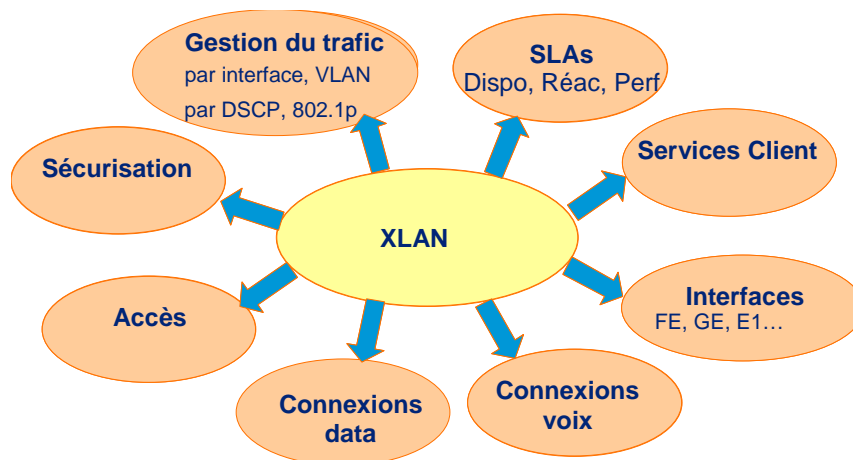 Gestion du trafic
par interface, VLAN
par DSCP, 802.1p
SLAs
Dispo, Réac, Perf
Sécurisation
Services Client
XLAN
Accès
Interfaces
FE, GE, E1…
Connexions
data
Connexions
voix